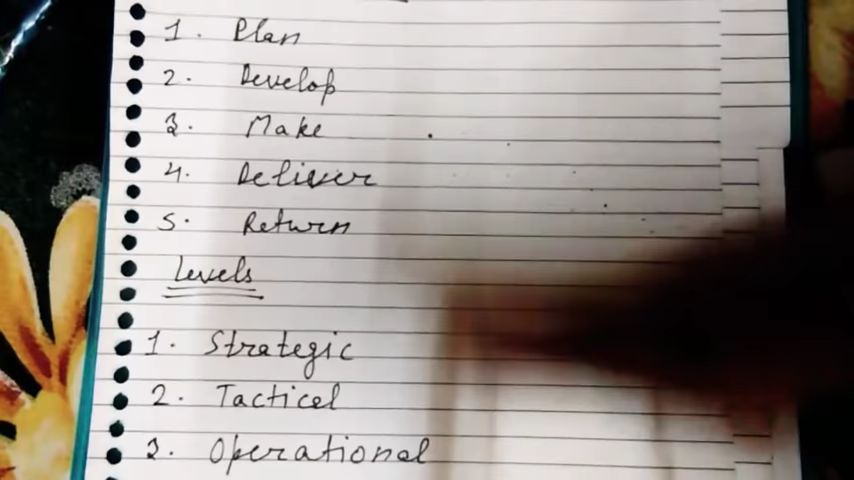 1. Plan
2. Develop
3. Make
4. Deliver
5. Return
Levels
1. Strategic
2. Tactical
3. Operational